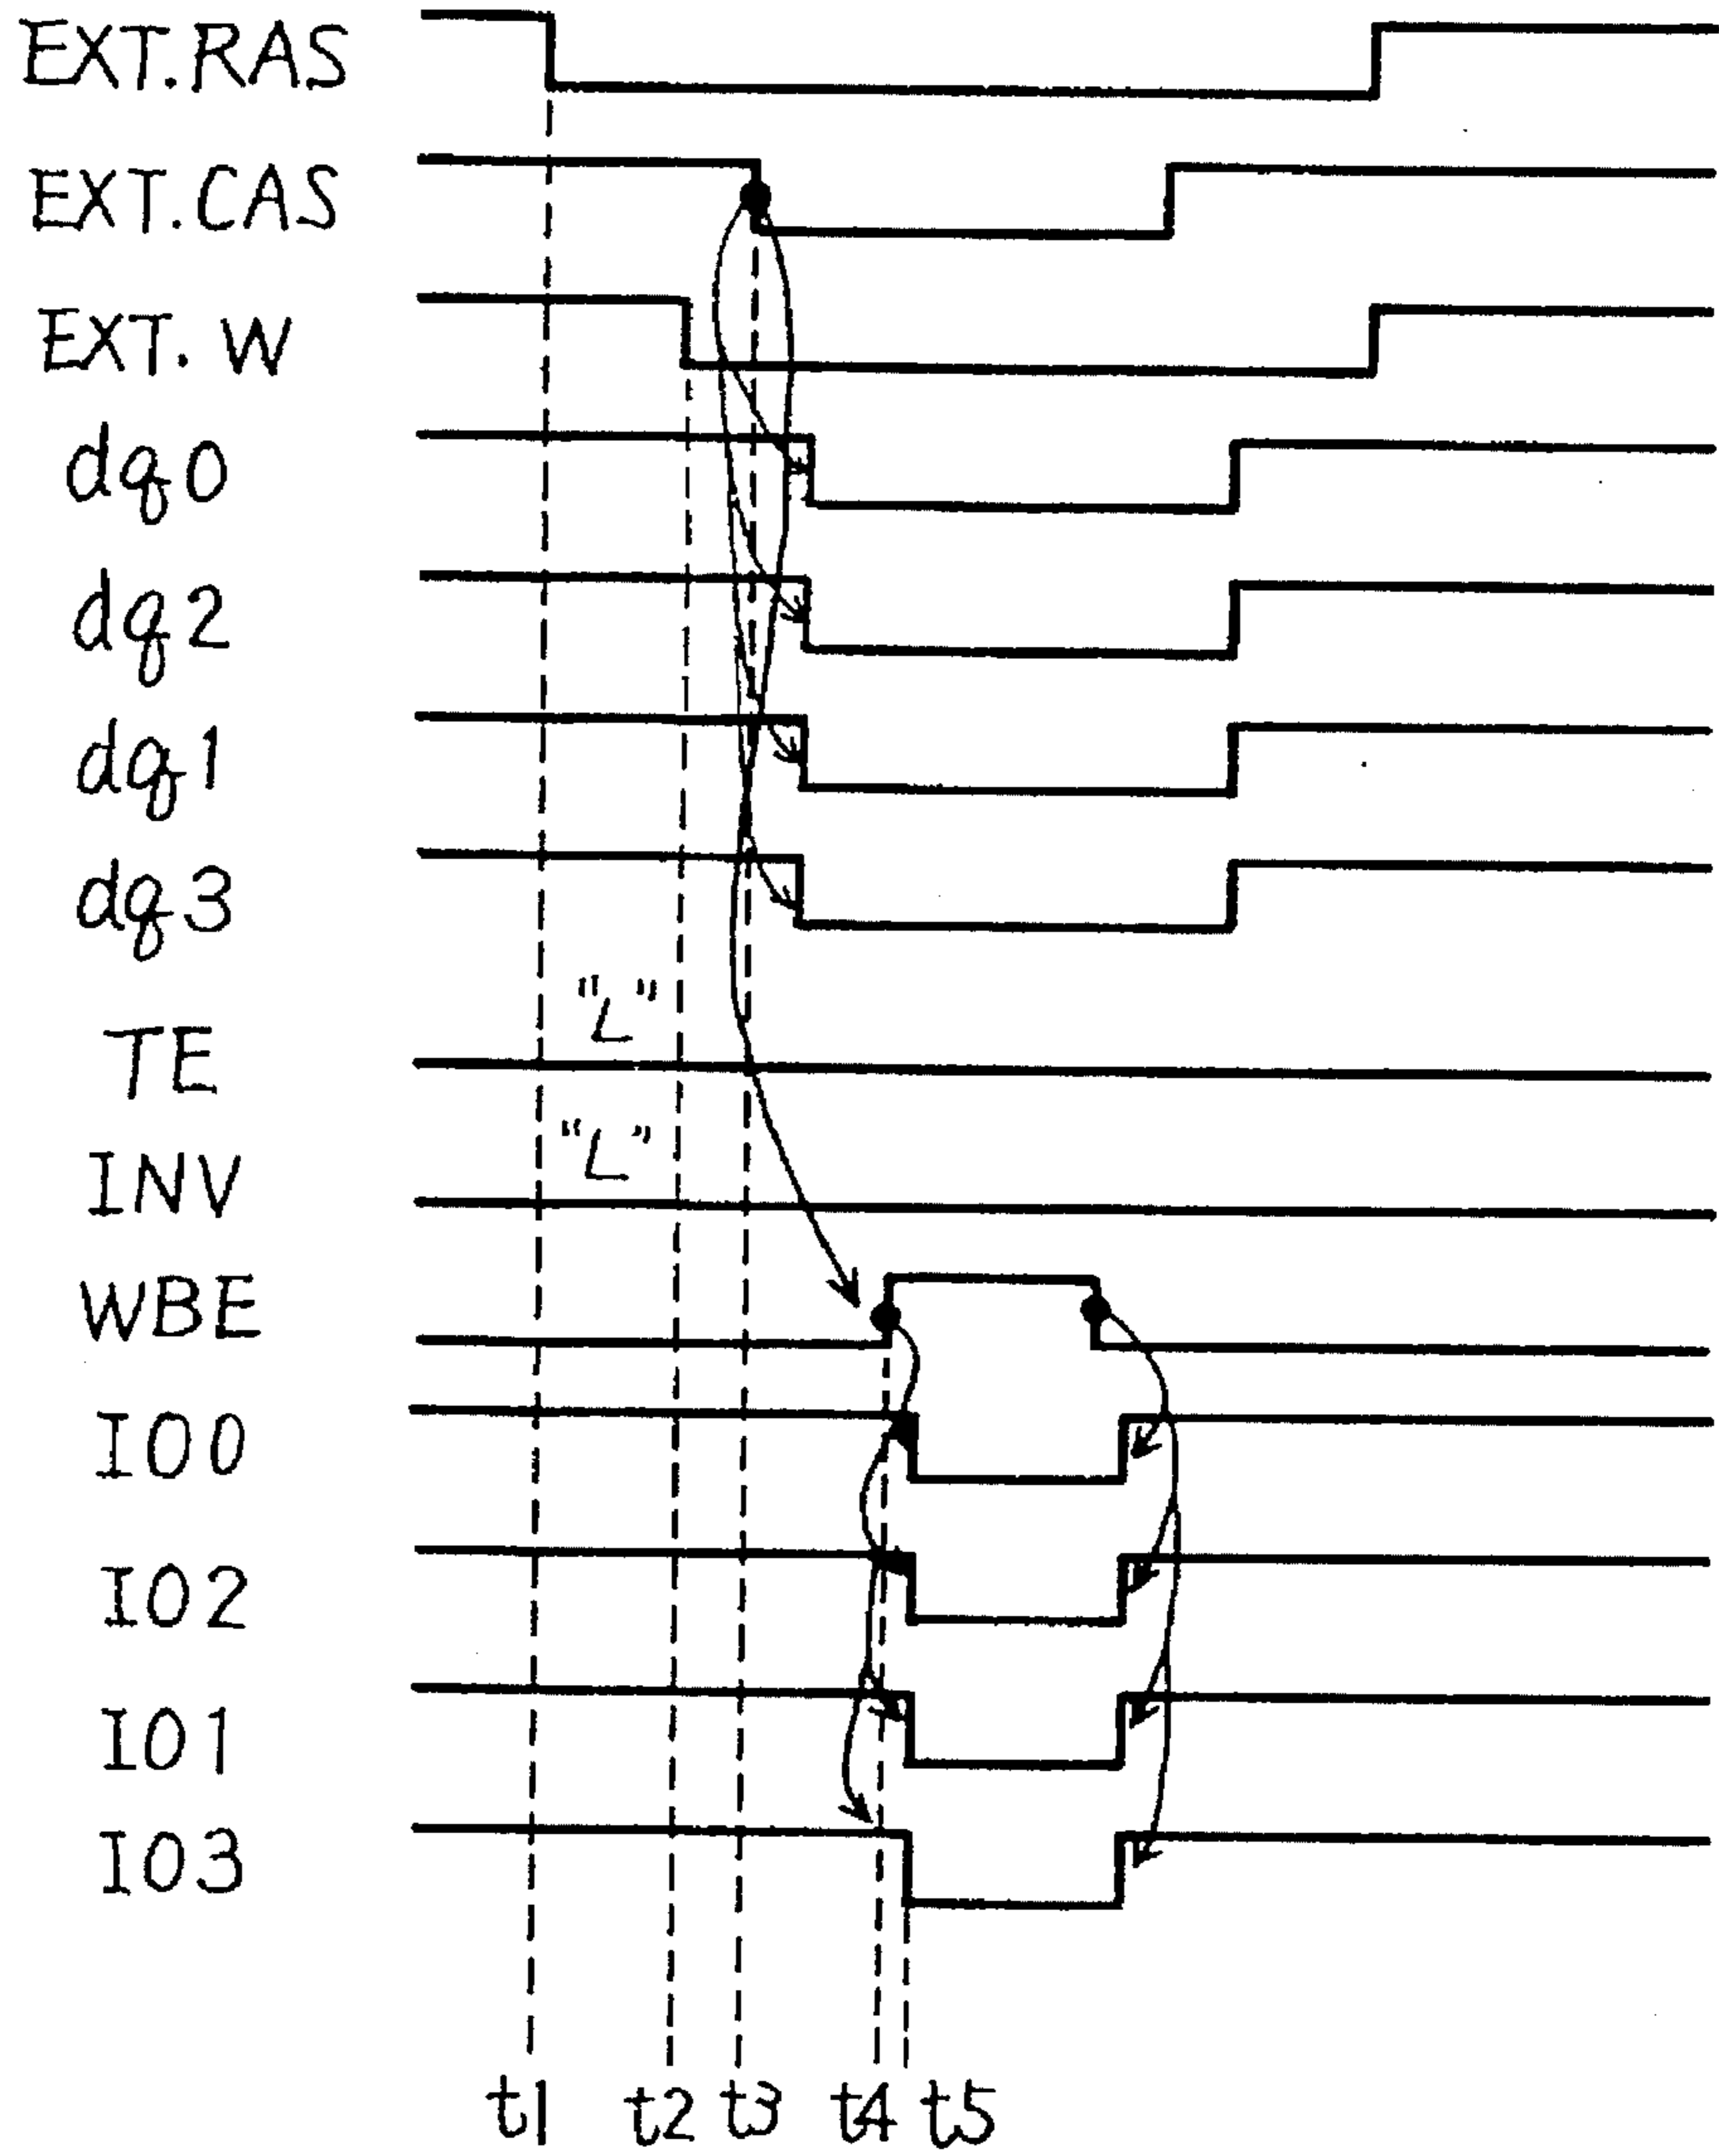 EXT.RAS
EXT.CAS
EXT. W
dq0
dq2
dq1
dq3
"L"
TE
"L"
INV
WBE
IO0
IO2
IO1
IO3
t1 t2 t3 t4 t5